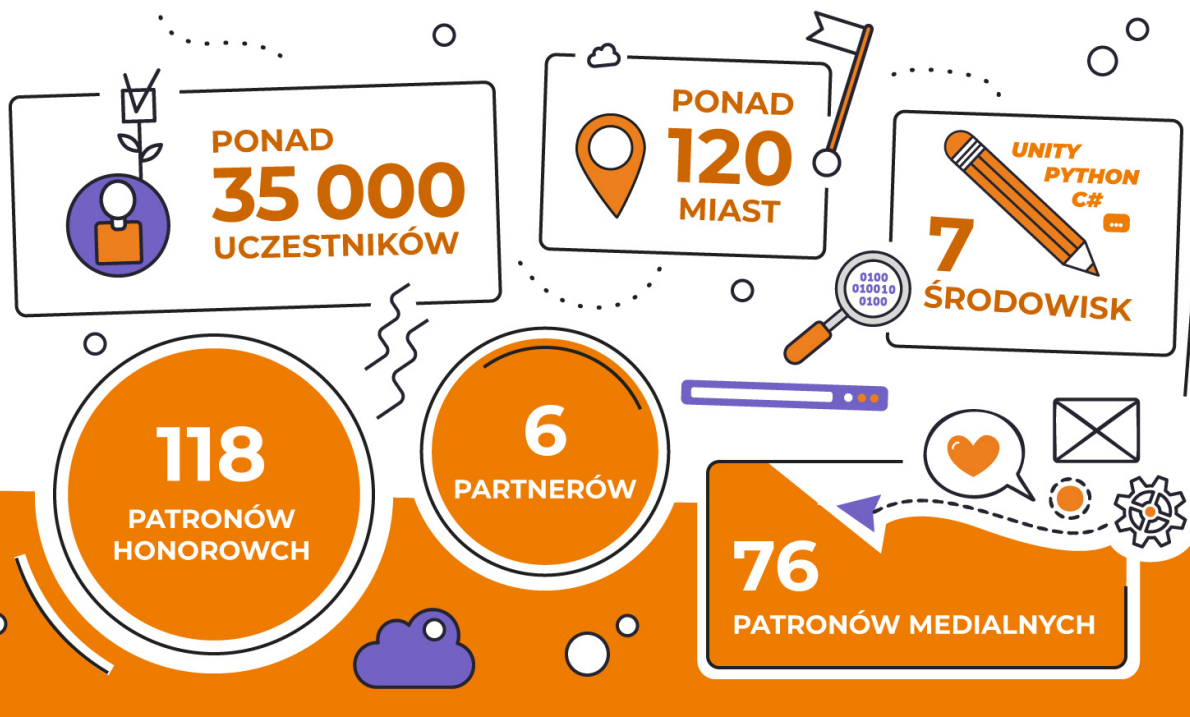 PONAD
35 000
UCZESTNIKÓW
PONAD
120
MIAST
UNITY
PYTHON
C#
...
7
ŚRODOWISK
0100
010010
0100
118
PATRONÓW
HONOROWCH
6
PARTNERÓW
76
PATRONÓW MEDIALNYCH